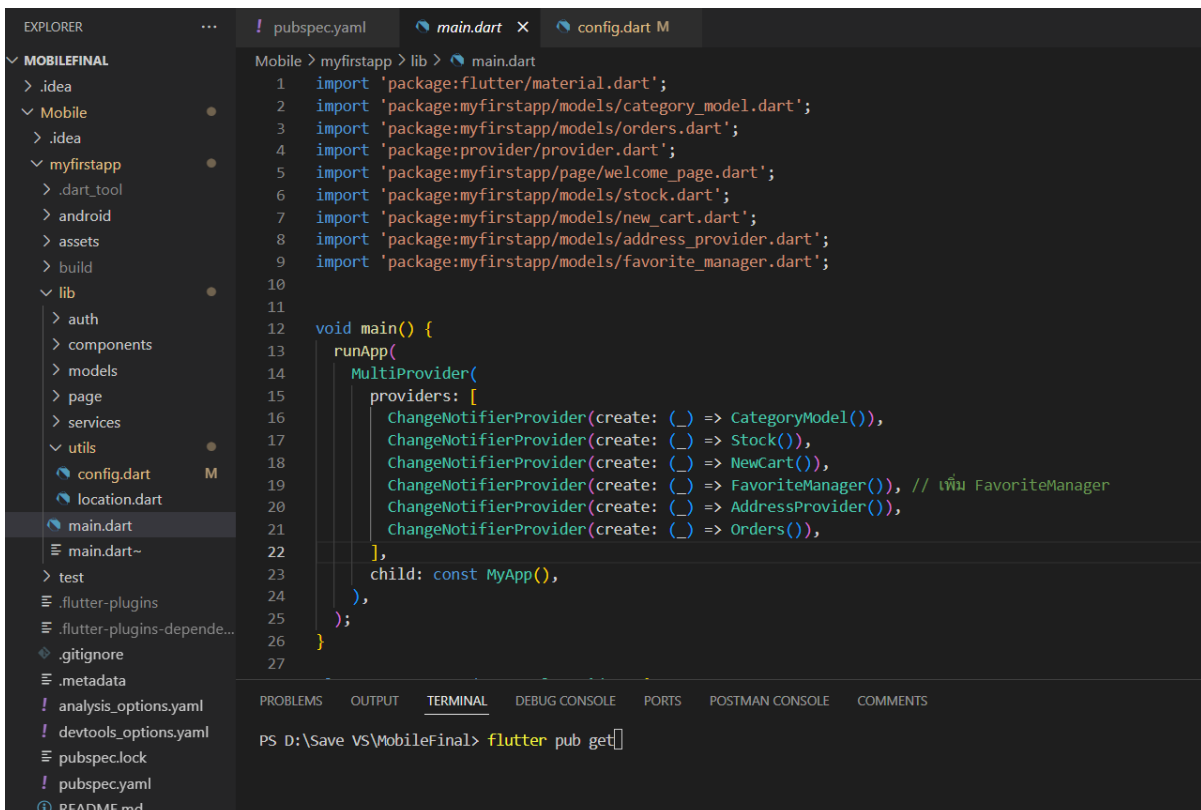 EXPLORER
···
! pubspec.yaml
main.dart ×
config.dart M
MOBILEFINAL
> .idea
Mobile
> .idea
myfirstapp
> .dart_tool
> android
> assets
> build
lib
> auth
> components
> models
> page
> services
utils
config.dart M
location.dart
main.dart
main.dart~
> test
.flutter-plugins
.flutter-plugins-depende...
.gitignore
.metadata
! analysis_options.yaml
! devtools_options.yaml
pubspec.lock
! pubspec.yaml
README.md
Mobile > myfirstapp > lib > main.dart
1 import 'package:flutter/material.dart';
2 import 'package:myfirstapp/models/category_model.dart';
3 import 'package:myfirstapp/models/orders.dart';
4 import 'package:provider/provider.dart';
5 import 'package:myfirstapp/page/welcome_page.dart';
6 import 'package:myfirstapp/models/stock.dart';
7 import 'package:myfirstapp/models/new_cart.dart';
8 import 'package:myfirstapp/models/address_provider.dart';
9 import 'package:myfirstapp/models/favorite_manager.dart';
10
11
12 void main() {
13 runApp(
14 MultiProvider(
15 providers: [
16 ChangeNotifierProvider(create: (_) => CategoryModel()),
17 ChangeNotifierProvider(create: (_) => Stock()),
18 ChangeNotifierProvider(create: (_) => NewCart()),
19 ChangeNotifierProvider(create: (_) => FavoriteManager()), // เพิ่ม FavoriteManager
20 ChangeNotifierProvider(create: (_) => AddressProvider()),
21 ChangeNotifierProvider(create: (_) => Orders()),
22 ],
23 child: const MyApp(),
24 ),
25 );
26 }
27
PROBLEMS OUTPUT TERMINAL DEBUG CONSOLE PORTS POSTMAN CONSOLE COMMENTS
PS D:\Save VS\MobileFinal> flutter pub get